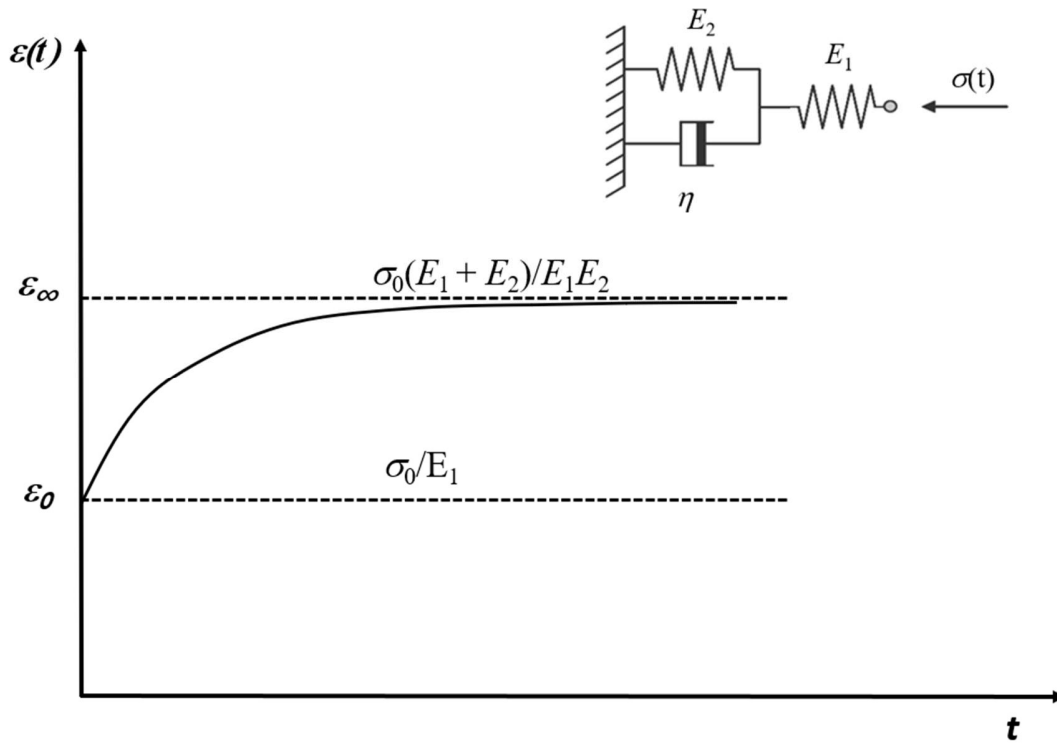 ε(t)
E₂
E₁
σ(t)
η
ε∞
σ₀(E₁ + E₂)/E₁E₂
ε₀
σ₀/E₁
t